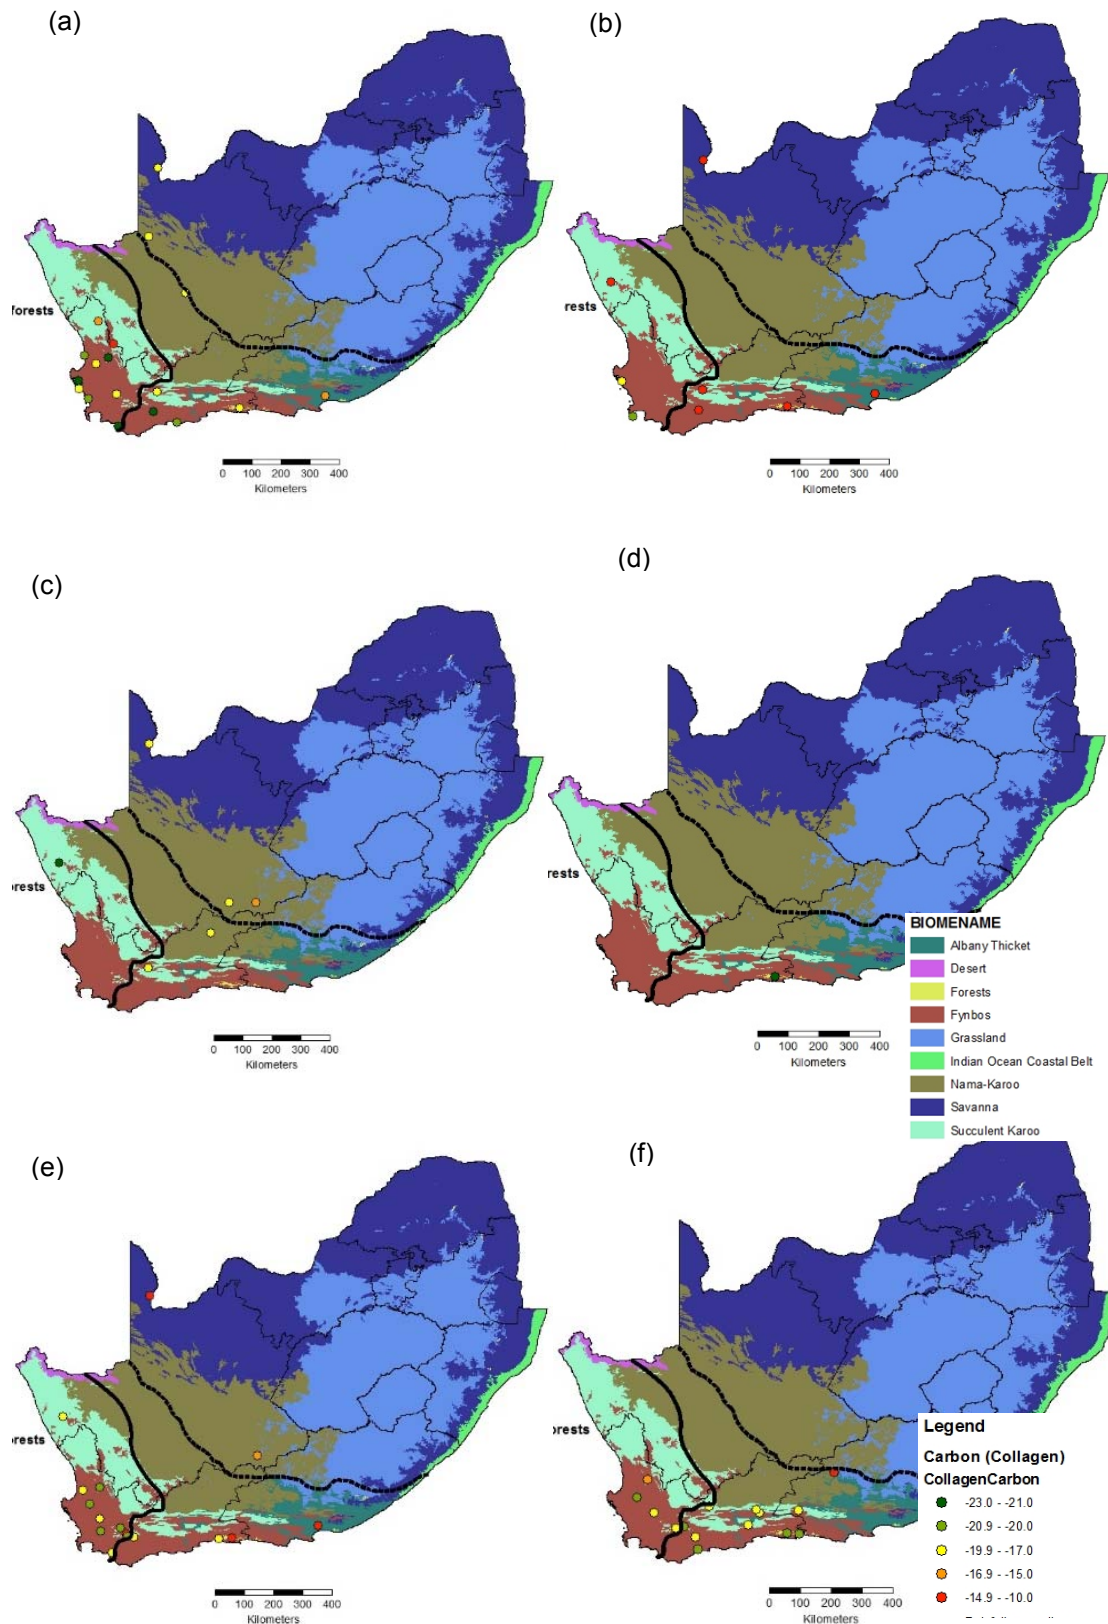 (a)
(b)
forests
rests
0 100 200 300 400
Kilometers
0 100 200 300 400
Kilometers
(c)
(d)
orests
rests
BIOMENAME
Albany Thicket
Desert
Forests
Fynbos
Grassland
Indian Ocean Coastal Belt
Nama-Karoo
Savanna
Succulent Karoo
0 100 200 300 400
Kilometers
0 100 200 300 400
Kilometers
(e)
(f)
orests
rests
Legend
Carbon (Collagen)
CollagenCarbon
-23.0 - -21.0
-20.9 - -20.0
-19.9 - -17.0
-16.9 - -15.0
-14.9 - -10.0
0 100 200 300 400
Kilometers
0 100 200 300 400
Kilometers